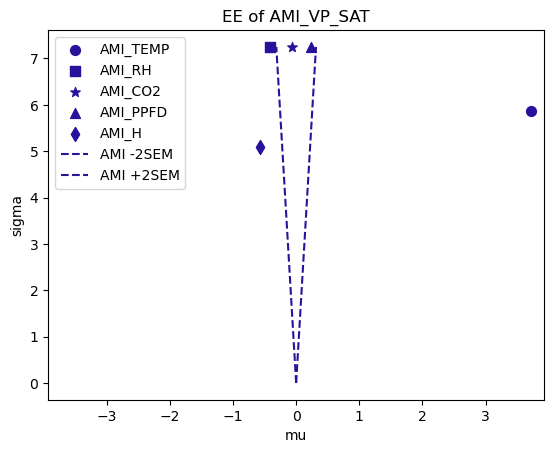 EE of AMI_VP_SAT
AMI_TEMP
AMI_RH
AMI_CO2
AMI_PPFD
AMI_H
AMI -2SEM
AMI +2SEM
sigma
7
6
5
4
3
2
1
0
−3
−2
−1
0
1
2
3
mu